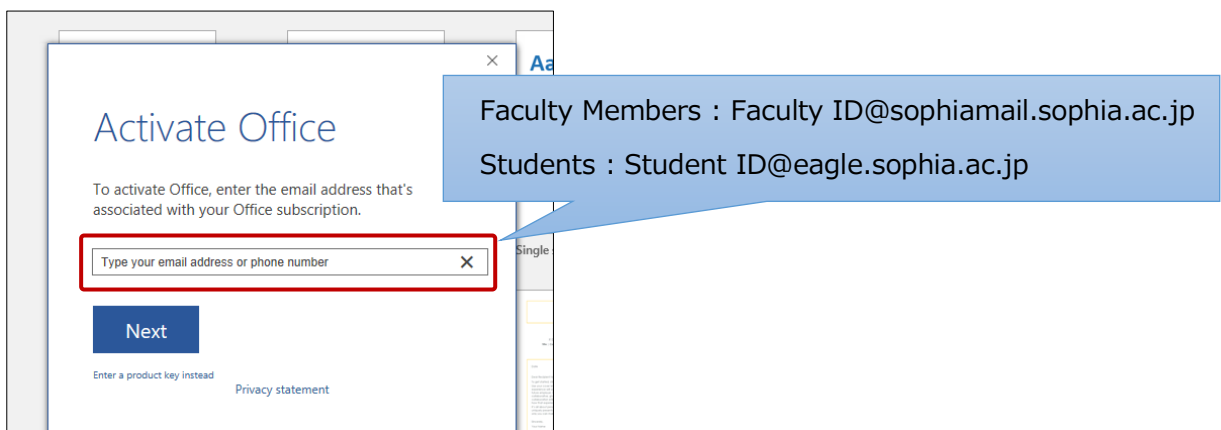 Aa
Faculty Members : Faculty ID@sophiamail.sophia.ac.jp
Students : Student ID@eagle.sophia.ac.jp
Activate Office
To activate Office, enter the email address that's
associated with your Office subscription.
Single
Type your email address or phone number
Next
Enter a product key instead
Privacy statement